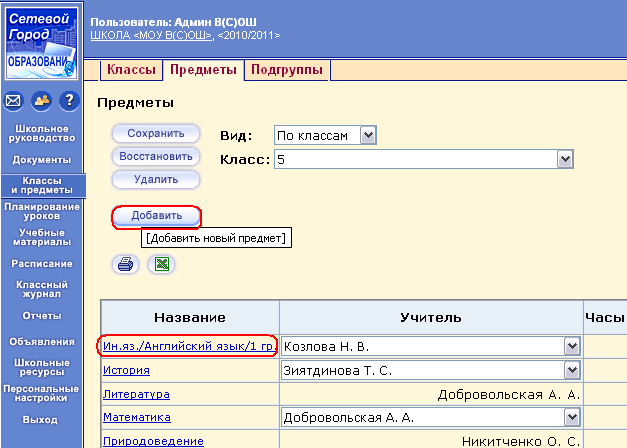 Сетевой
Город
ОБРАЗОВАНИ
Пользователь: Админ В(С)ОШ
ШКОЛА <МОУ В(С)ОШ>, <2010/2011>
?
Классы
Предметы
Подгруппы
Школьное
руководство
Документы
Классы
и предметы
Планирование
уроков
Учебные
материалы
Расписание
Классный
журнал
Отчеты
Объявления
Школьные
ресурсы
Персональные
настройки
Выход
Предметы
Сохранить
Восстановить
Удалить
Вид: По классам
Класс: 5
Добавить
[Добавить новый предмет]
Название Учитель Часы
Ин.яз./Английский язык/1 гр. Козлова Н. В.
История Зиятдинова Т. С.
Литература Добровольская А. А.
Математика Добровольская А. А.
Природоведение Никитченко О. С.